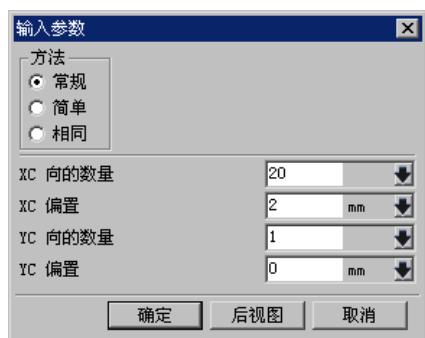 输入参数
方法
常规
简单
相同
XC 向的数量 20
XC 偏置 2 mm
YC 向的数量 1
YC 偏置 0 mm
确定 后视图 取消